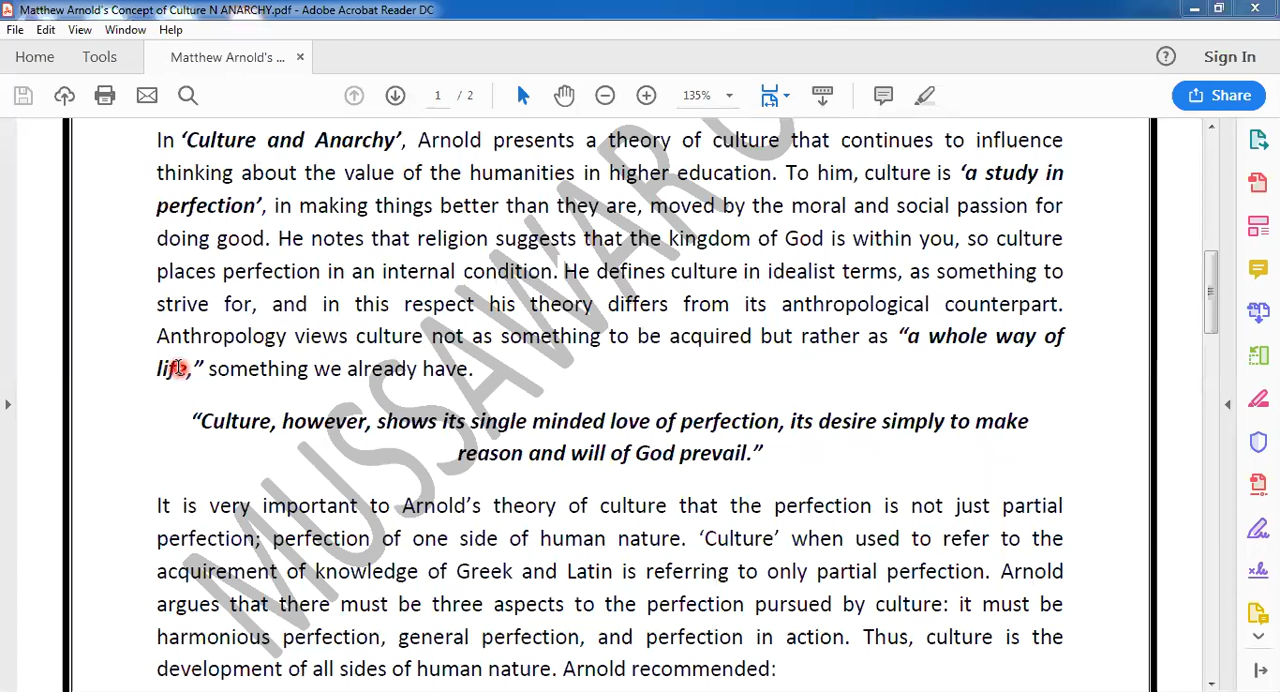 Matthew Arnold's Concept of Culture N ANARCHY.pdf - Adobe Acrobat Reader DC
File Edit View Window Help
Home Tools Matthew Arnold's ... × Sign In
1 / 2 135% Share
In ‘Culture and Anarchy’, Arnold presents a theory of culture that continues to influence
thinking about the value of the humanities in higher education. To him, culture is ‘a study in
perfection’, in making things better than they are, moved by the moral and social passion for
doing good. He notes that religion suggests that the kingdom of God is within you, so culture
places perfection in an internal condition. He defines culture in idealist terms, as something to
strive for, and in this respect his theory differs from its anthropological counterpart.
Anthropology views culture not as something to be acquired but rather as “a whole way of
life,” something we already have.
“Culture, however, shows its single minded love of perfection, its desire simply to make
reason and will of God prevail.”
It is very important to Arnold’s theory of culture that the perfection is not just partial
perfection; perfection of one side of human nature. ‘Culture’ when used to refer to the
acquirement of knowledge of Greek and Latin is referring to only partial perfection. Arnold
argues that there must be three aspects to the perfection pursued by culture: it must be
harmonious perfection, general perfection, and perfection in action. Thus, culture is the
development of all sides of human nature. Arnold recommended:
MUSSAWAR